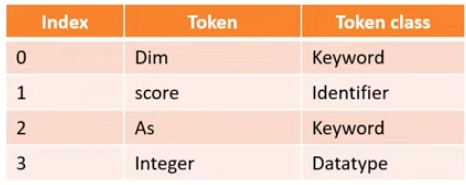 Index Token Token class
0 Dim Keyword
1 score Identifier
2 As Keyword
3 Integer Datatype